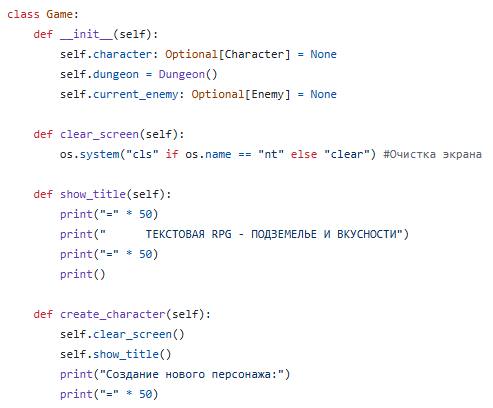 class Game:
    def __init__(self):
        self.character: Optional[Character] = None
        self.dungeon = Dungeon()
        self.current_enemy: Optional[Enemy] = None

    def clear_screen(self):
        os.system("cls" if os.name == "nt" else "clear") #Очистка экрана

    def show_title(self):
        print("=" * 50)
        print("      ТЕКСТОВАЯ RPG - ПОДЗЕМЕЛЬЕ И ВКУСНОСТИ")
        print("=" * 50)
        print()

    def create_character(self):
        self.clear_screen()
        self.show_title()
        print("Создание нового персонажа:")
        print("=" * 50)